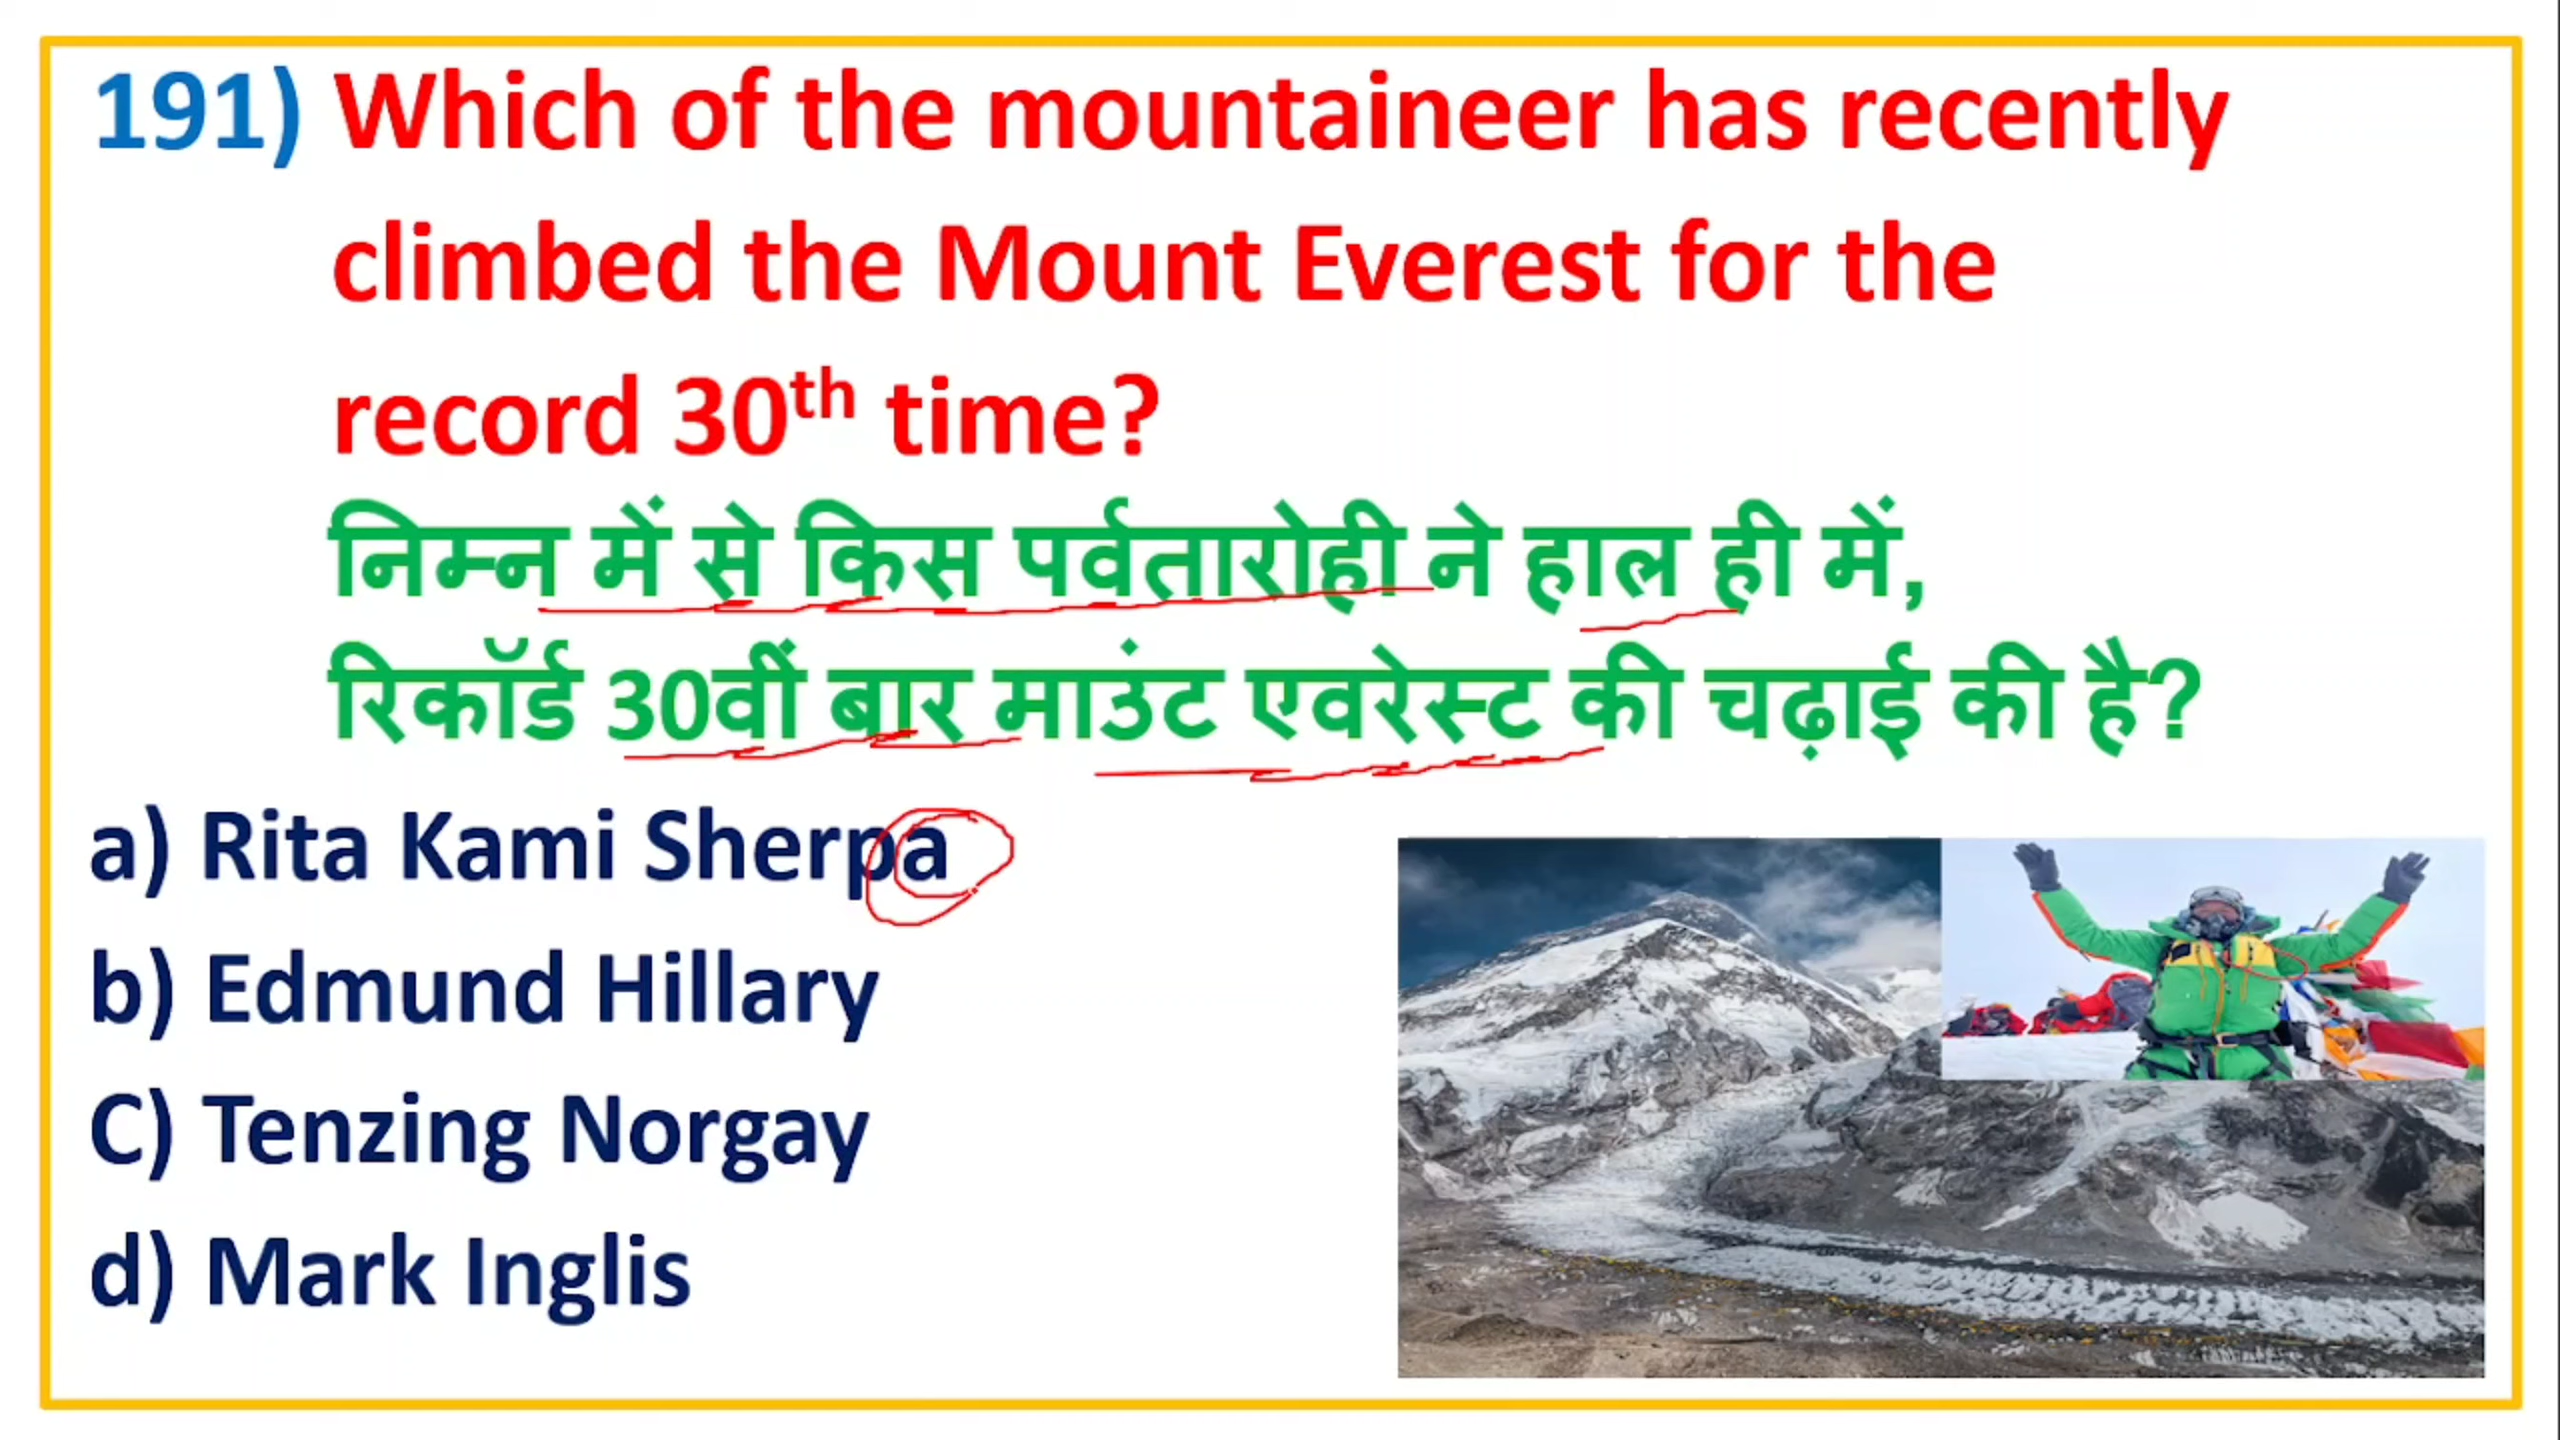 191) Which of the mountaineer has recently
climbed the Mount Everest for the
record 30th time?
निम्न में से किस पर्वतारोही ने हाल ही में,
रिकॉर्ड 30वीं बार माउंट एवरेस्ट की चढ़ाई की है?
a) Rita Kami Sherpa
b) Edmund Hillary
C) Tenzing Norgay
d) Mark Inglis